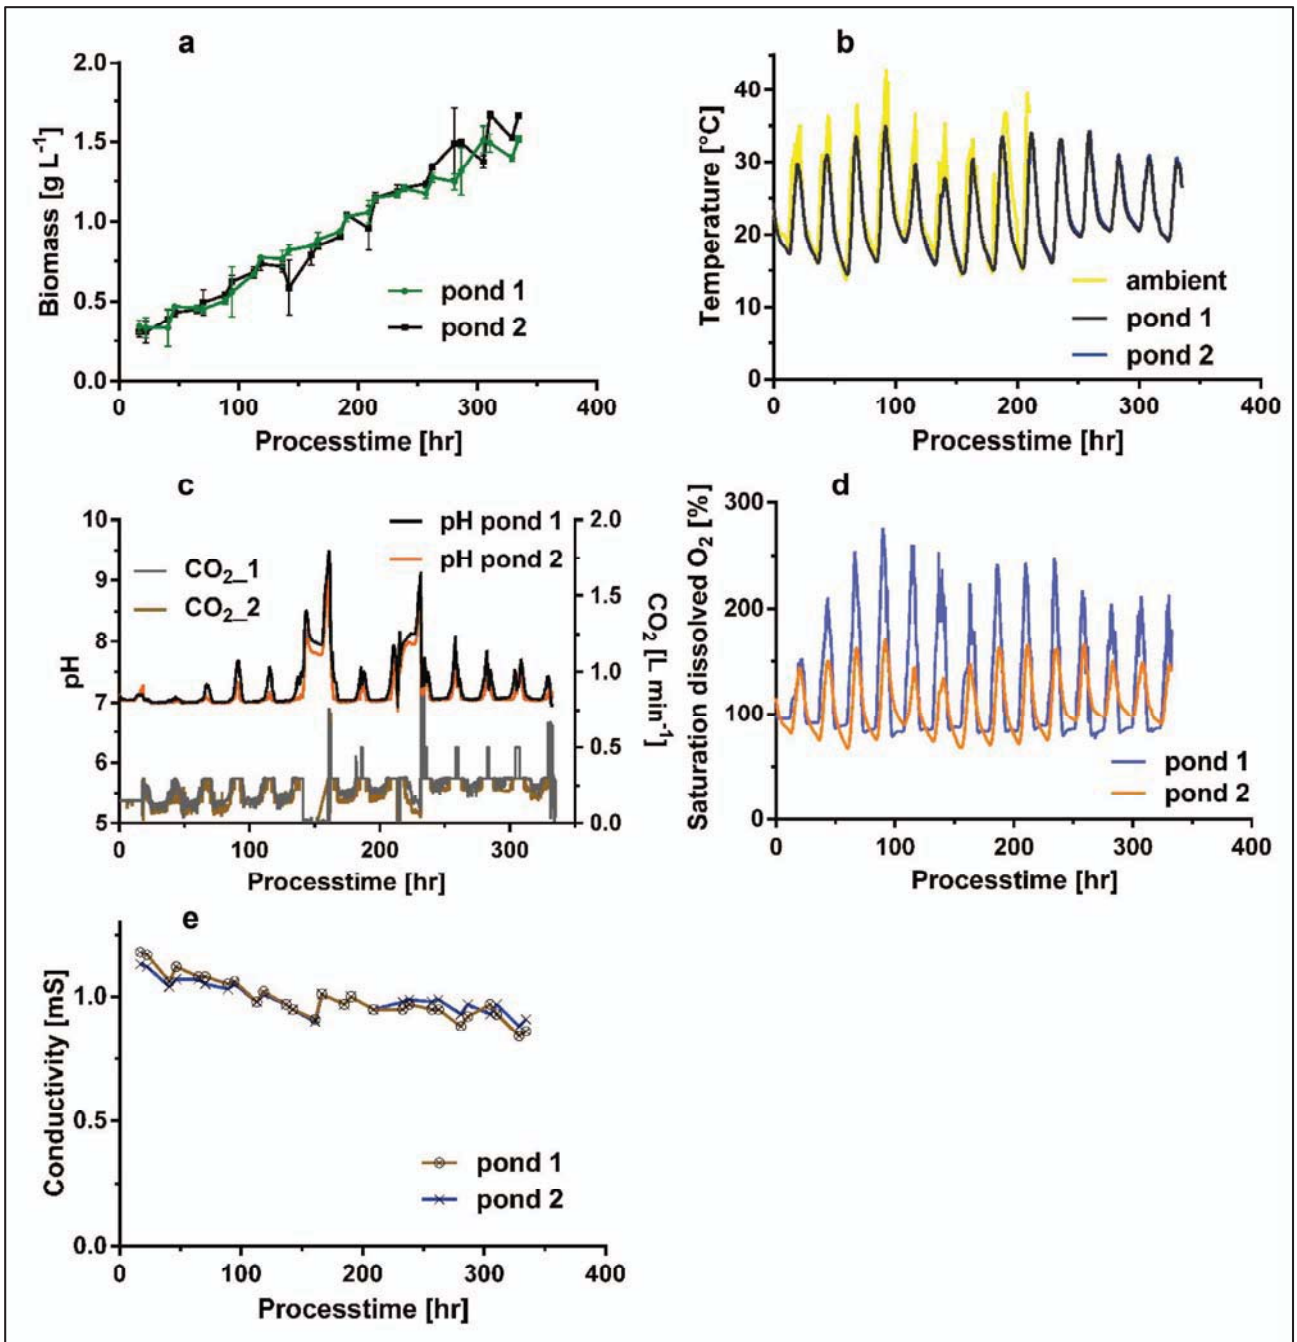 a
2.0
1.5
1.0
0.5
0.0
Biomass [g L⁻¹]
pond 1
pond 2
0 100 200 300 400
Processtime [hr]
b
40
30
20
10
0
Temperature [°C]
ambient
pond 1
pond 2
0 100 200 300 400
Processtime [hr]
c
10
9
8
7
6
5
pH
pH pond 1
pH pond 2
CO₂_1
CO₂_2
2.0
1.5
1.0
0.5
0.0
CO₂ [L min⁻¹]
0 100 200 300
Processtime [hr]
d
300
200
100
0
Saturation dissolved O₂ [%]
pond 1
pond 2
0 100 200 300 400
Processtime [hr]
e
1.0
0.5
0.0
Conductivity [mS]
pond 1
pond 2
0 100 200 300 400
Processtime [hr]